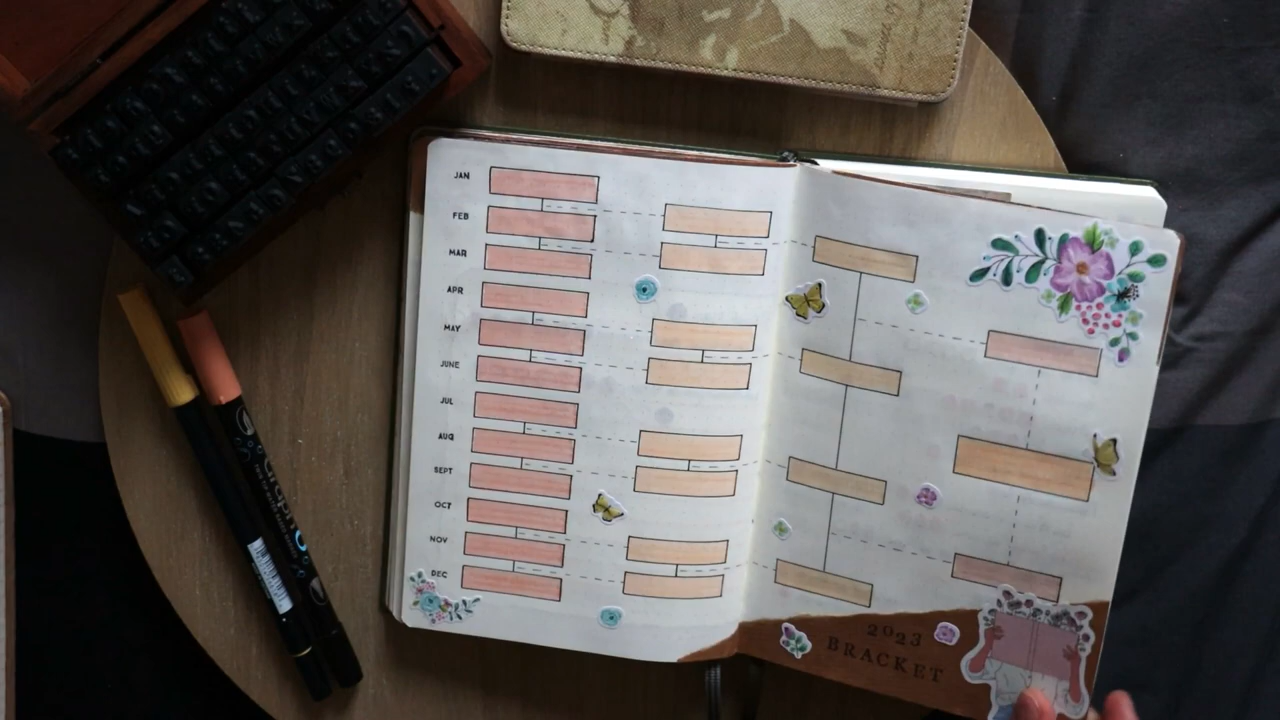 JAN
FEB
MAR
APR
MAY
JUNE
JUL
AUG
SEPT
OCT
NOV
DEC
2023
BRACKET